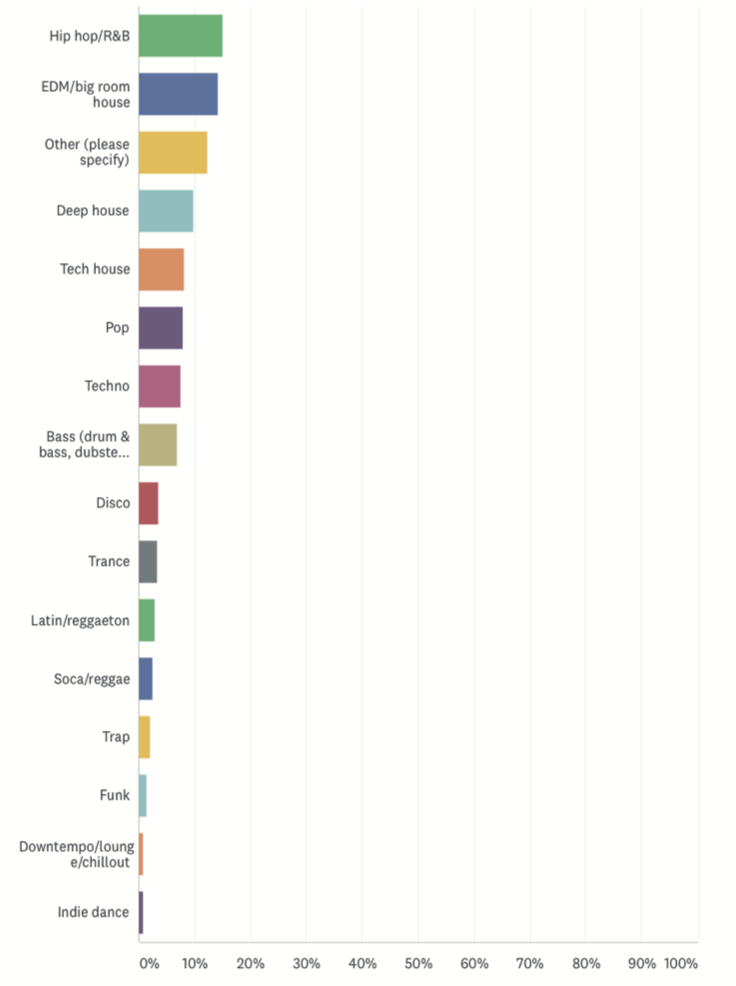 Hip hop/R&B
EDM/big room
house
Other (please
specify)
Deep house
Tech house
Pop
Techno
Bass (drum &
bass, dubste...
Disco
Trance
Latin/reggaeton
Soca/reggae
Trap
Funk
Downtempo/loung
e/chillout
Indie dance
0% 10% 20% 30% 40% 50% 60% 70% 80% 90% 100%